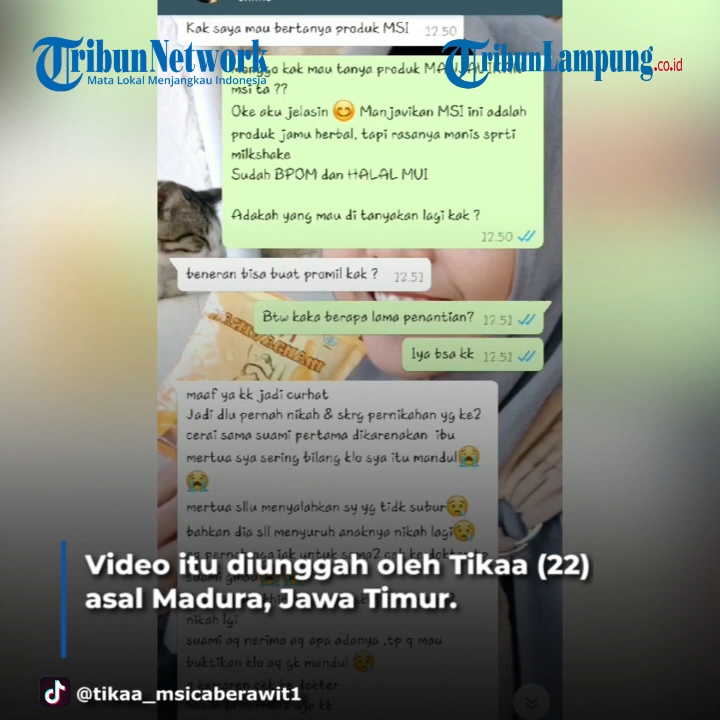 Kak saya mau bertanya produk MSI 12.50
TribunNetwork
Mata Lokal Menjangkau Indonesia
TribunLampung.co.id
kak mau tanya produk
msi ta ??
Oke aku jelasin 😊 Manjavikan MSI ini adalah
produk jamu herbal, tapi rasanya manis sprti
milkshake
Sudah BPOM dan HALAL MUI
Adakah yang mau di tanyakan lagi kak ?
12.50
beneran bisa buat promil kak ? 12.51
Btw kaka berapa lama penantian? 12.51
Iya bsa kk 12.51
maaf ya kk jadi curhat
Jadi dlu pernah nikah & skrg pernikahan yg ke2
cerai sama suami pertama dikarenakan ibu
mertua sya sering bilang klo sya itu mandul😭
😭
mertua sllu menyalahkan sy yg tidk subur😢
bahkan dia sll menyuruh anaknya nikah lagi😢
Video itu diunggah oleh Tikaa (22)
asal Madura, Jawa Timur.
nikah lgi
suami aq nerima aq apa adanya .tp q mau
buktikan klo aq gk mandul 😢
@tikaa_msicaberawit1